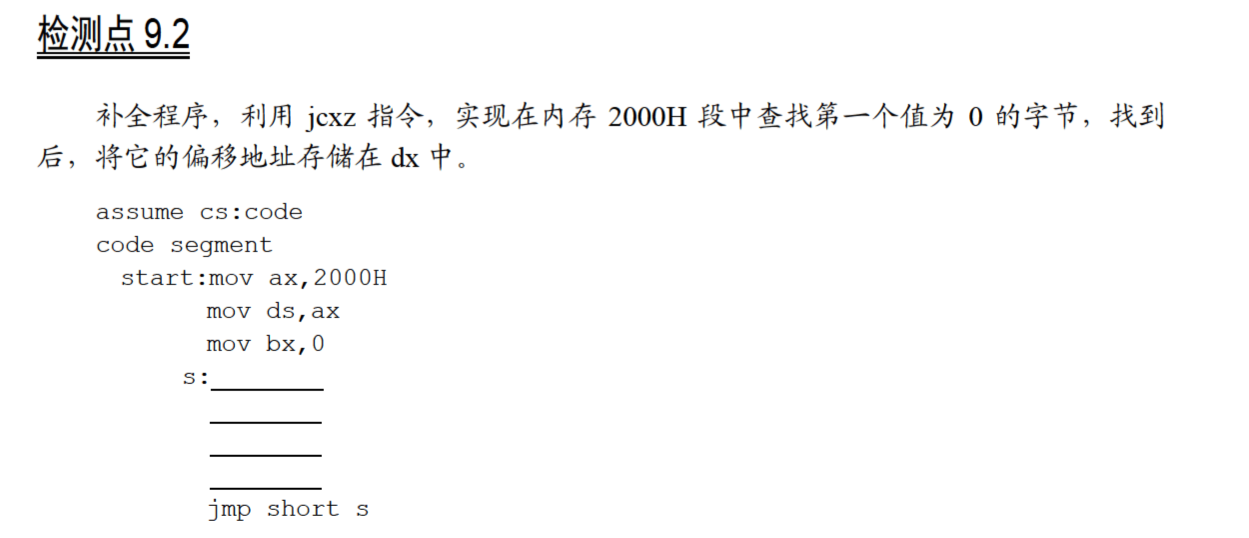 检测点 9.2
补全程序，利用 jcxz 指令，实现在内存 2000H 段中查找第一个值为 0 的字节，找到
后，将它的偏移地址存储在 dx 中。
assume cs:code
code segment
start:mov ax,2000H
mov ds,ax
mov bx,0
s:________
________
________
________
jmp short s